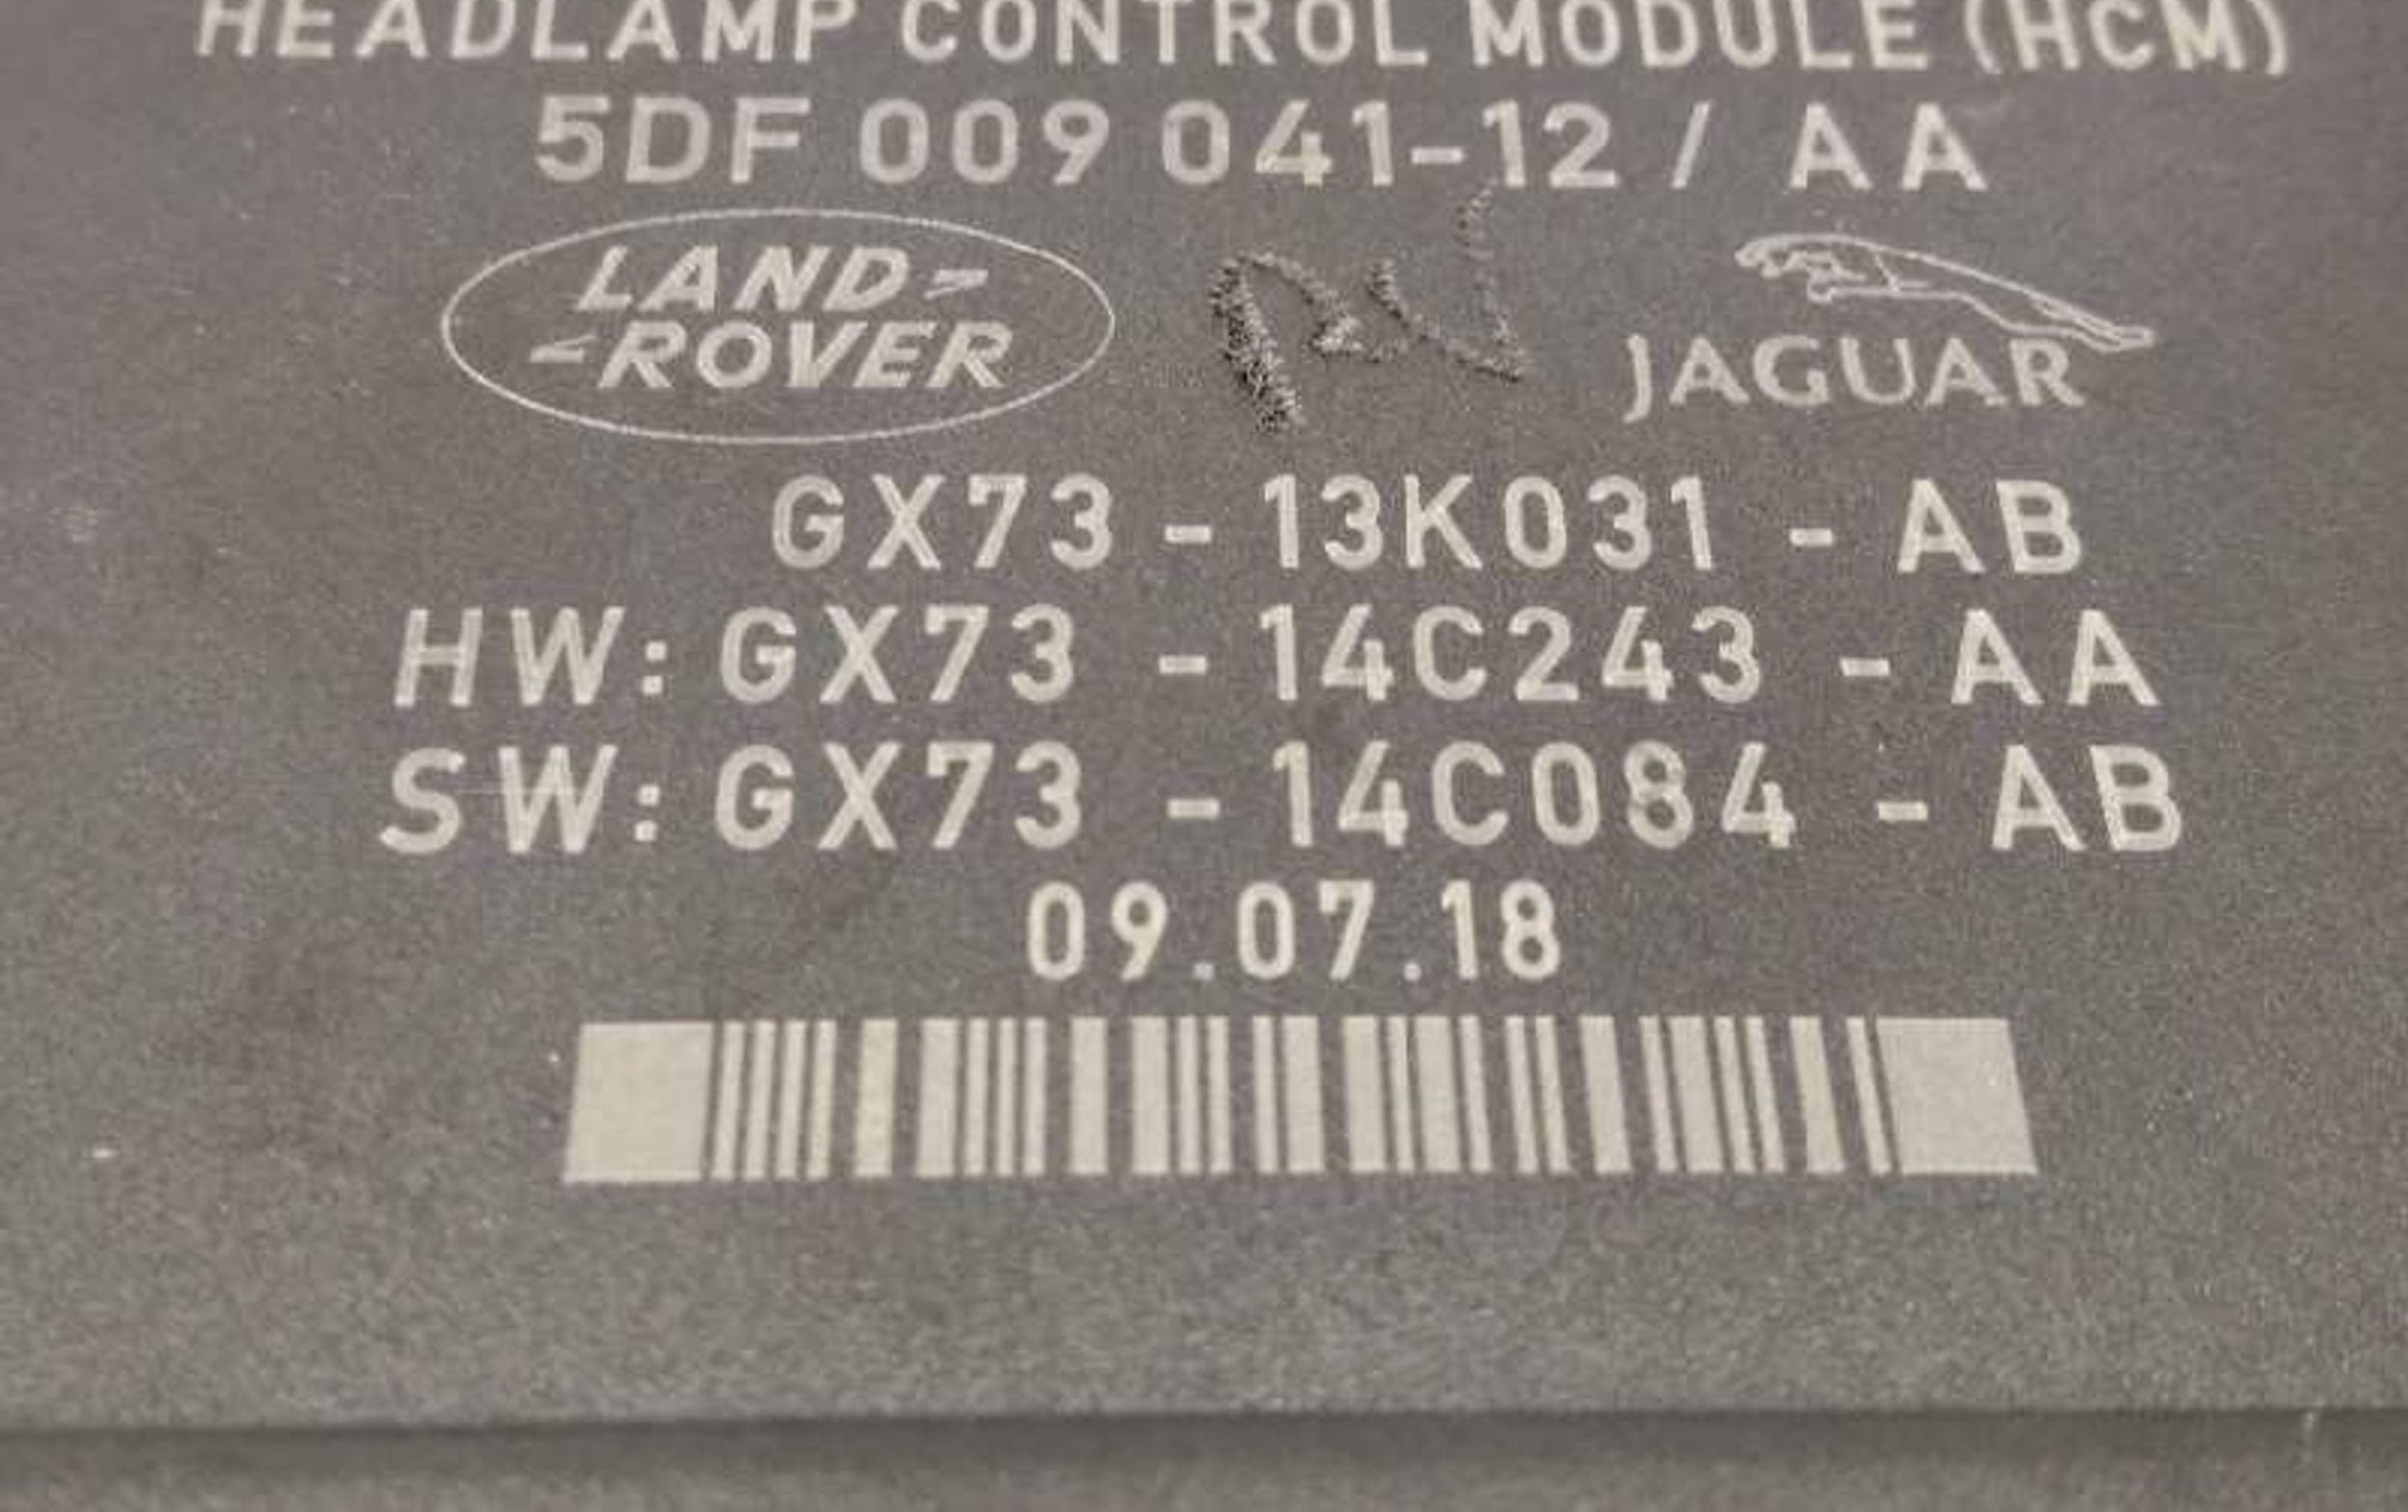 HEADLAMP CONTROL MODULE (HCM)
5DF 009 041-12 / AA
LAND-
-ROVER
JAGUAR
GX73 - 13K031 - AB
HW: GX73 - 14C243 - AA
SW: GX73 - 14C084 - AB
09.07.18